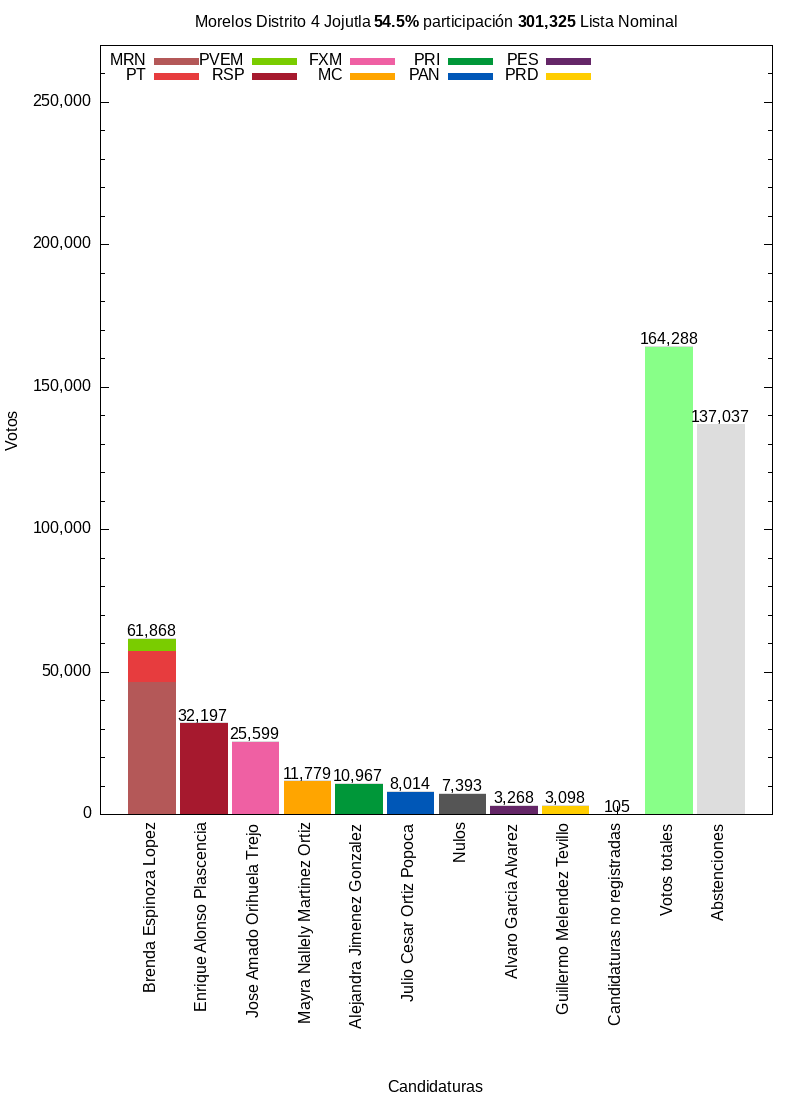 Morelos Distrito 4 Jojutla 54.5% participación 301,325 Lista Nominal
MRN PVEM FXM PRI PES
PT RSP MC PAN PRD
250,000
200,000
150,000
100,000
50,000
0
Votos
61,868
32,197
25,599
11,779
10,967
8,014
7,393
3,268
3,098
105
164,288
137,037
Brenda Espinoza Lopez
Enrique Alonso Plascencia
Jose Amado Orihuela Trejo
Mayra Nallely Martinez Ortiz
Alejandra Jimenez Gonzalez
Julio Cesar Ortiz Popoca
Nulos
Alvaro Garcia Alvarez
Guillermo Melendez Tevillo
Candidaturas no registradas
Votos totales
Abstenciones
Candidaturas